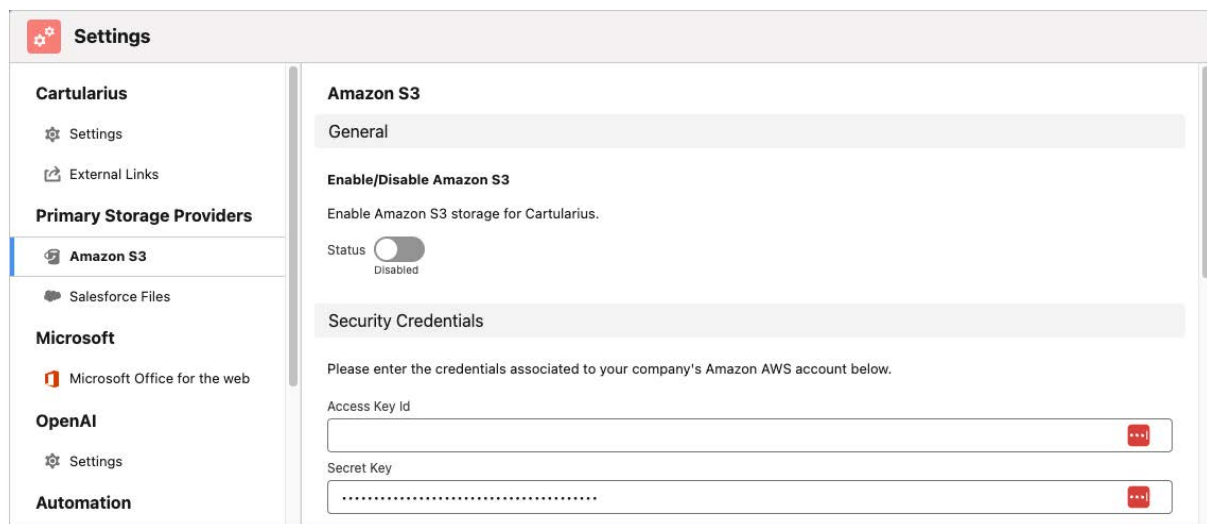 Settings
Cartularius
Settings
External Links
Primary Storage Providers
Amazon S3
Salesforce Files
Microsoft
Microsoft Office for the web
OpenAI
Settings
Automation
Amazon S3
General
Enable/Disable Amazon S3
Enable Amazon S3 storage for Cartularius.
Status
Disabled
Security Credentials
Please enter the credentials associated to your company's Amazon AWS account below.
Access Key Id
Secret Key